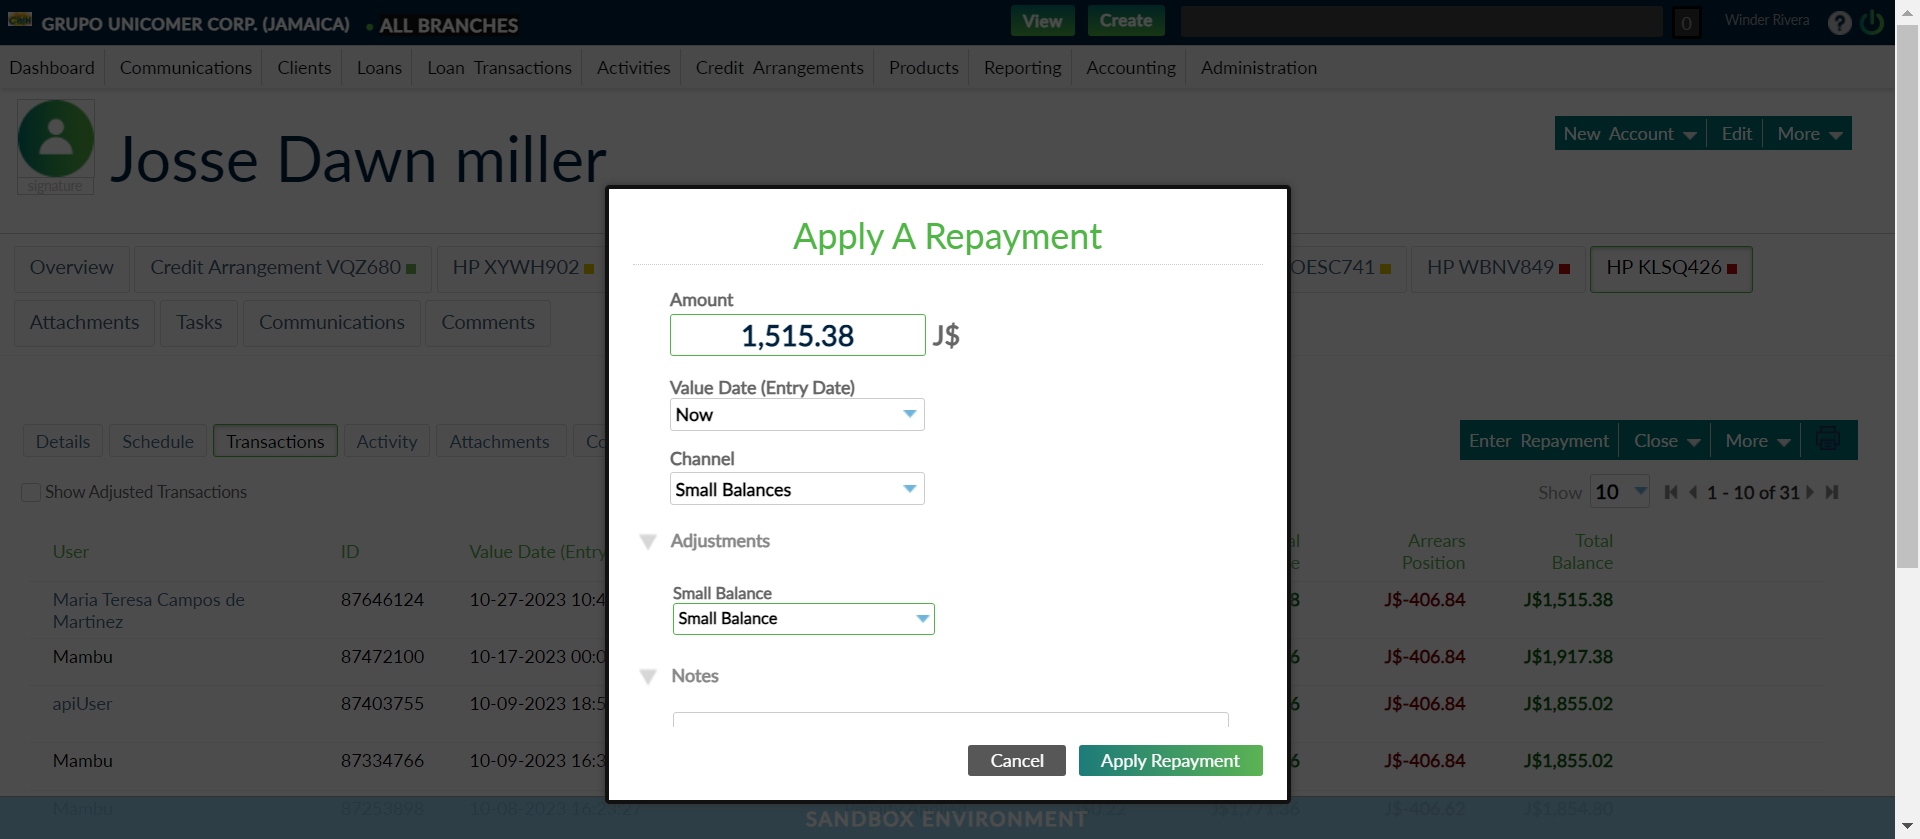 GRUPO UNICOMER CORP. (JAMAICA) ALL BRANCHES View Create 0 Winder Rivera ?
Dashboard Communications Clients Loans Loan Transactions Activities Credit Arrangements Products Reporting Accounting Administration
Josse Dawn miller
signature
New Account Edit More
Overview Credit Arrangement VQZ680 HP XYWH902 OESC741 HP WBNV849 HP KLSQ426
Attachments Tasks Communications Comments
Details Schedule Transactions Activity Attachments Co
Enter Repayment Close More
Show Adjusted Transactions
Show 10 1 - 10 of 31
User ID Value Date (Entry al Arrears Total
e Position Balance
Maria Teresa Campos de 87646124 10-27-2023 10:4 8 J$-406.84 J$1,515.38
Martinez
Mambu 87472100 10-17-2023 00:0 6 J$-406.84 J$1,917.38
apiUser 87403755 10-09-2023 18:5 6 J$-406.84 J$1,855.02
Mambu 87334766 10-09-2023 16:3 6 J$-406.84 J$1,855.02
Mambu 87253898 10-08-2023 J$-406.62 J$1,854.80
SANDBOX ENVIRONMENT
Apply A Repayment
Amount
1,515.38 J$
Value Date (Entry Date)
Now
Channel
Small Balances
Adjustments
Small Balance
Small Balance
Notes
Cancel Apply Repayment